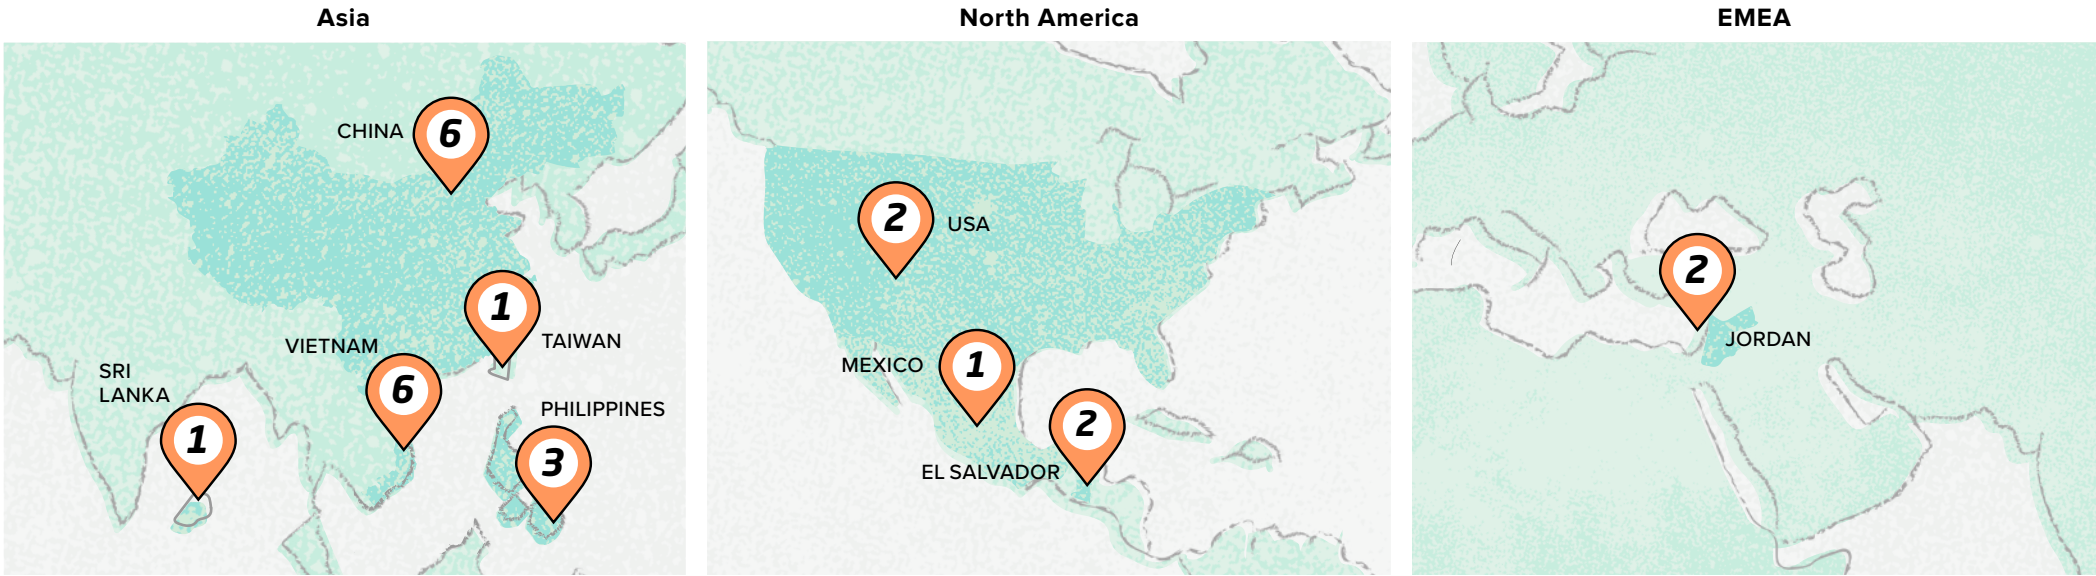 Asia
CHINA
6
1
TAIWAN
VIETNAM
6
SRI
LANKA
1
PHILIPPINES
3
North America
2
USA
MEXICO
1
2
EL SALVADOR
EMEA
2
JORDAN